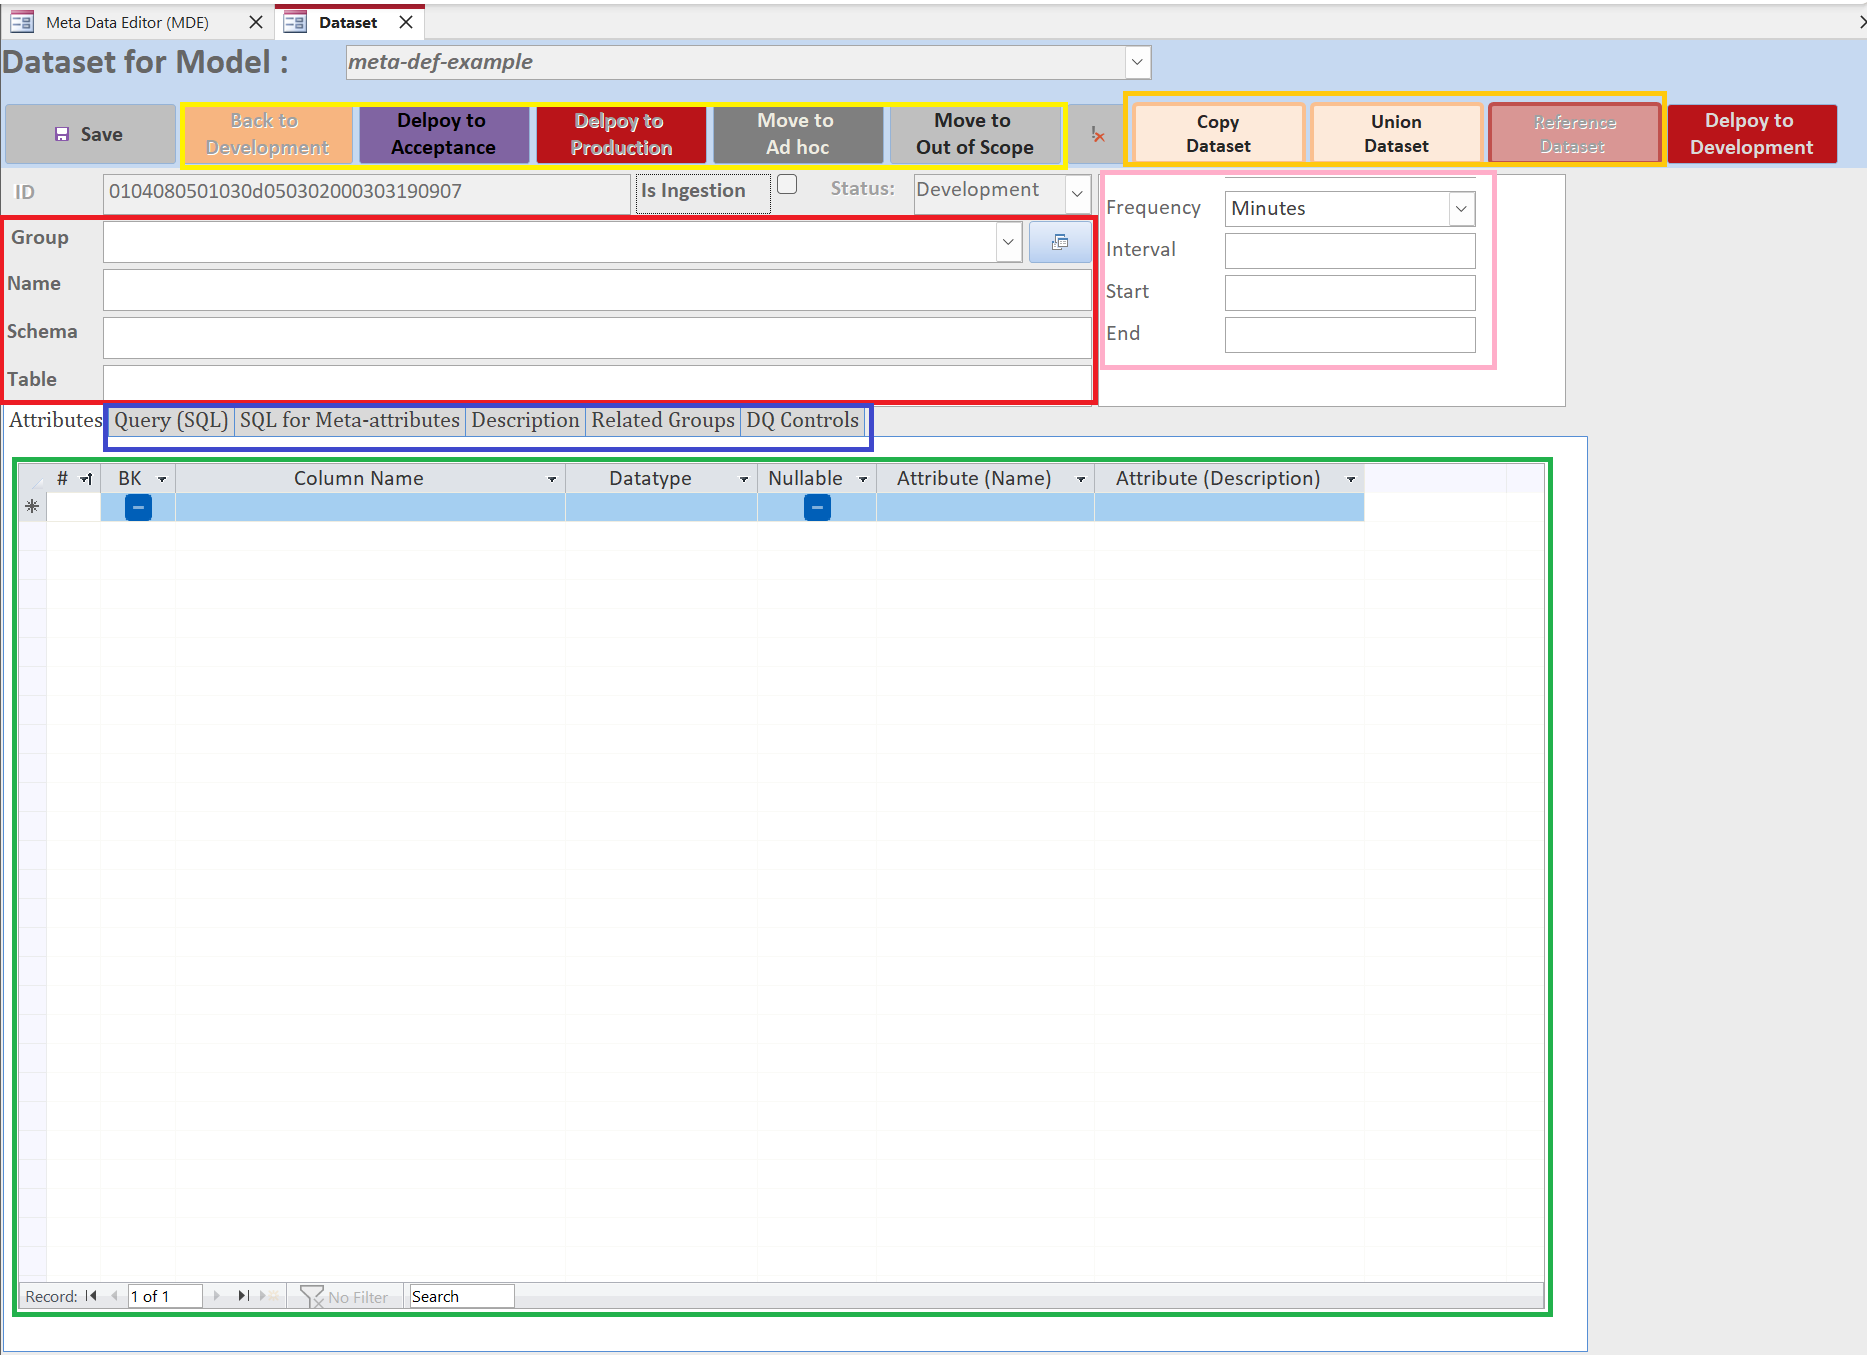 Meta Data Editor (MDE)
Dataset
Dataset for Model :
meta-def-example
Save
Back to
Development
Delpoy to
Acceptance
Delpoy to
Production
Move to
Ad hoc
Move to
Out of Scope
Copy
Dataset
Union
Dataset
Reference
Dataset
Delpoy to
Development
ID
0104080501030d050302000303190907
Is Ingestion
Status:
Development
Group
Name
Schema
Table
Frequency
Minutes
Interval
Start
End
Attributes
Query (SQL)
SQL for Meta-attributes
Description
Related Groups
DQ Controls
#
BK
Column Name
Datatype
Nullable
Attribute (Name)
Attribute (Description)
Record:
1 of 1
No Filter
Search